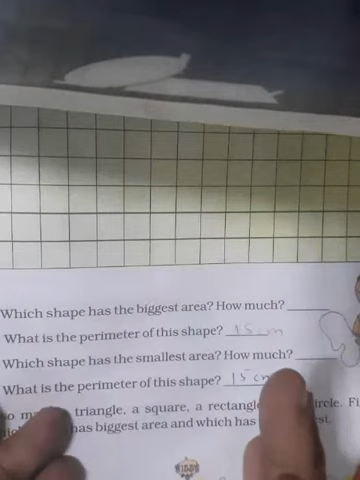 Which shape has the biggest area? How much?
What is the perimeter of this shape? 15 cm
Which shape has the smallest area? How much?
What is the perimeter of this shape? 15 cm
triangle, a square, a rectangle
has biggest area and which has
155